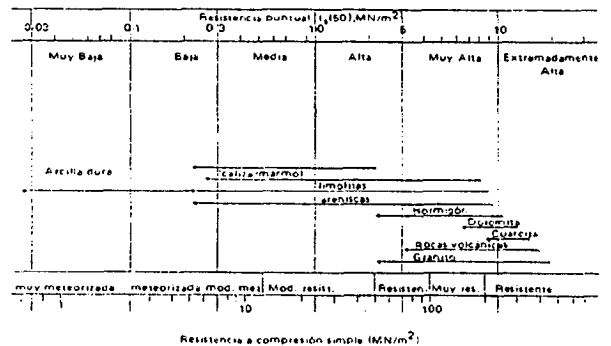 Resistencia puntual Is(50),MN/m2
0.03 0.1 0.3 1.0 5 10
Muy Baja Baja Media Alta Muy Alta Extremadamente Alta
Arcilla dura
caliza-marmol
limolitas
areniscas
Hormigón
Dolomita
Cuarcita
Rocas volcánicas
Granito
muy meteorizada meteorizada mod. met. Mod. resist. Resisten. Muy res. Resistente
1 10 100
Resistencia a compresión simple (MN/m2)